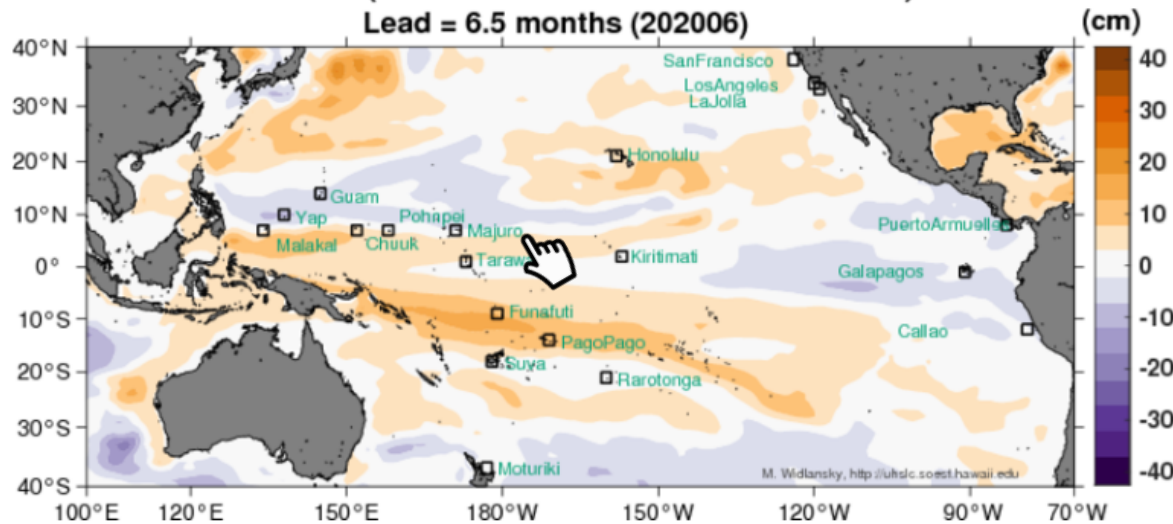 Lead = 6.5 months (202006)
(cm)
40°N
30°N
20°N
10°N
0°
10°S
20°S
30°S
40°S
SanFrancisco
LosAngeles
LaJolla
Honolulu
Guam
Yap
Pohnpei
Majuro
PuertoArmuelle
Malakal
Chuuk
Taraw
Kiritimati
Galapagos
Funafuti
Callao
PagoPago
Suva
Rarotonga
Moturiki
M. Widlansky, http://uhslc.soest.hawaii.edu
40
30
20
10
0
-10
-20
-30
-40
100°E
120°E
150°E
180°W
150°W
120°W
90°W
70°W